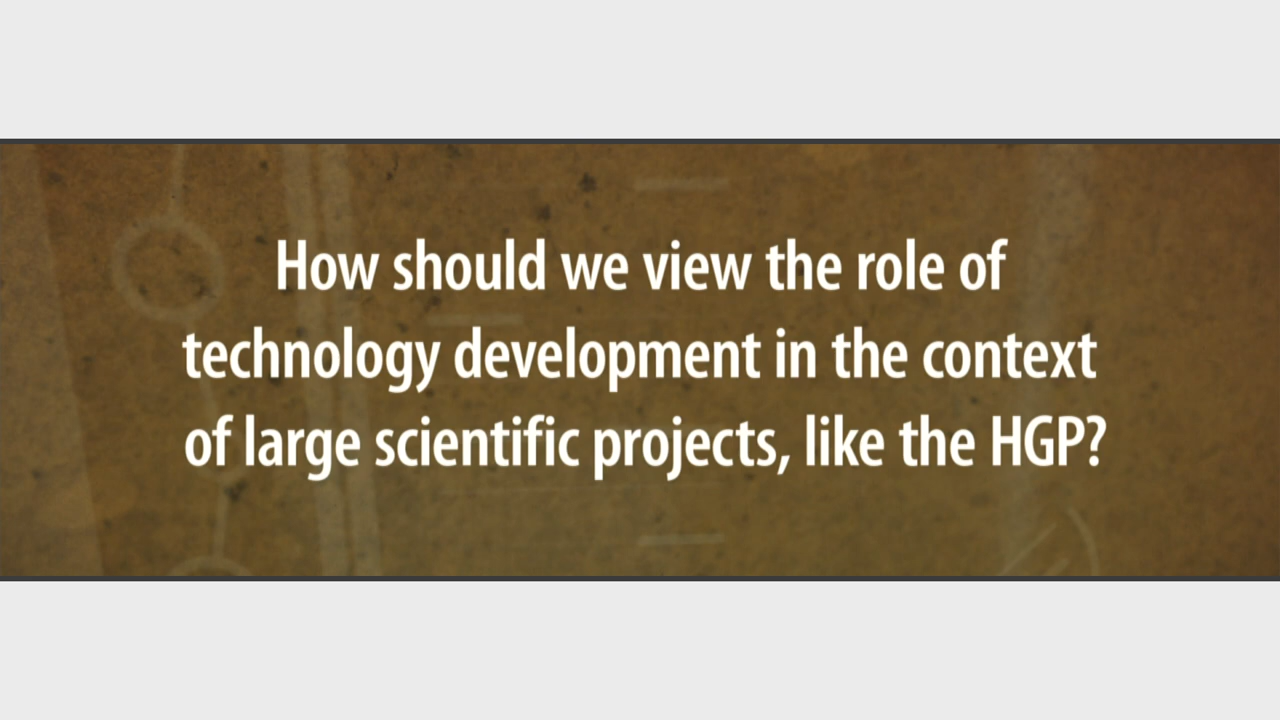 How should we view the role of
technology development in the context
of large scientific projects, like the HGP?